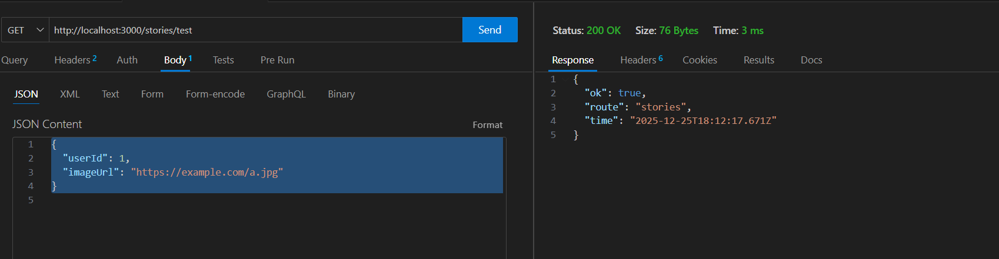 GET http://localhost:3000/stories/test Send
Query Headers 2 Auth Body 1 Tests Pre Run
JSON XML Text Form Form-encode GraphQL Binary
JSON Content Format
1 {
2 "userId": 1,
3 "imageUrl": "https://example.com/a.jpg"
4 }
5
Status: 200 OK Size: 76 Bytes Time: 3 ms
Response Headers 6 Cookies Results Docs
1 {
2 "ok": true,
3 "route": "stories",
4 "time": "2025-12-25T18:12:17.671Z"
5 }